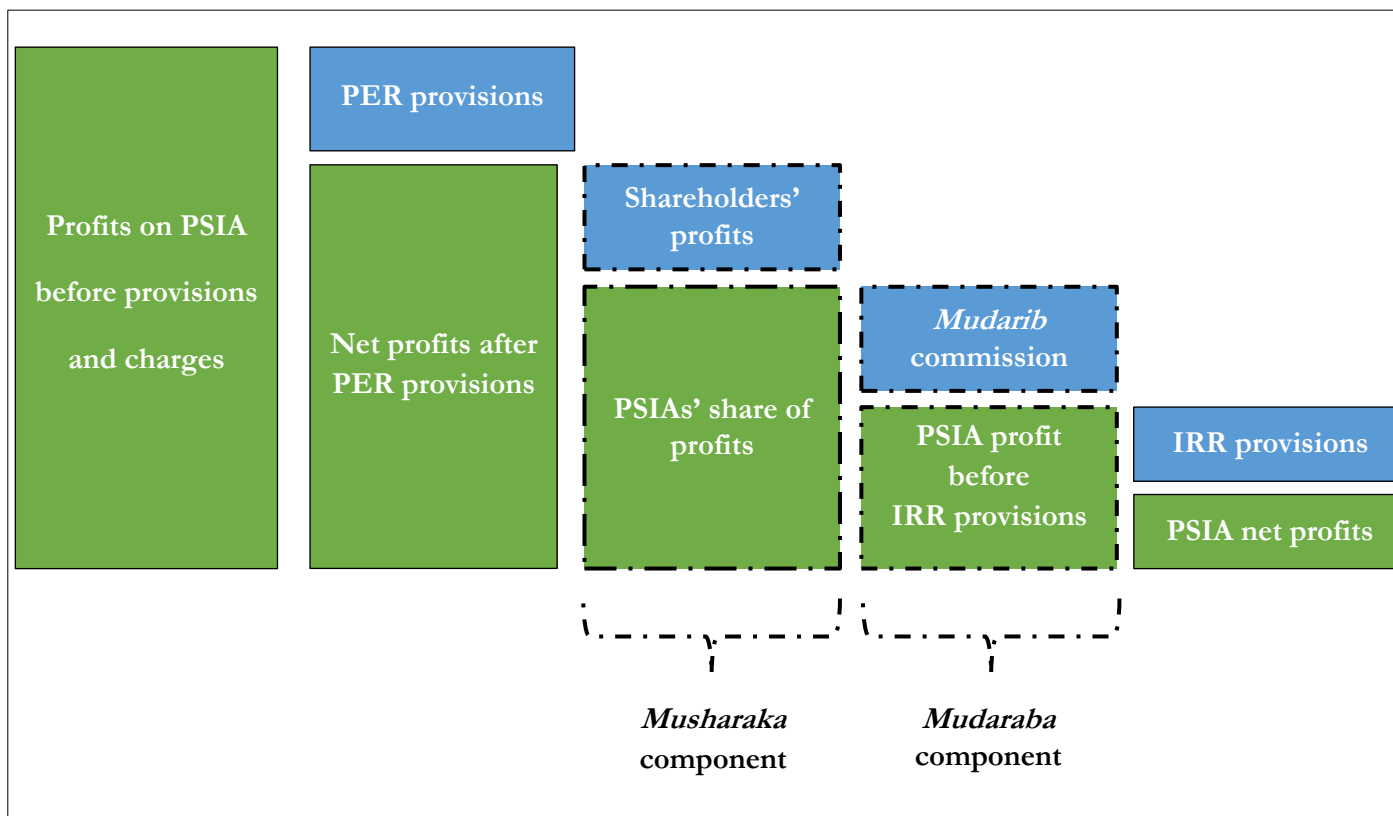 Profits on PSIA
before provisions
and charges
PER provisions
Net profits after
PER provisions
Shareholders’
profits
PSIAs’ share of
profits
Mudarib
commission
PSIA profit
before
IRR provisions
IRR provisions
PSIA net profits
Musharaka
component
Mudaraba
component